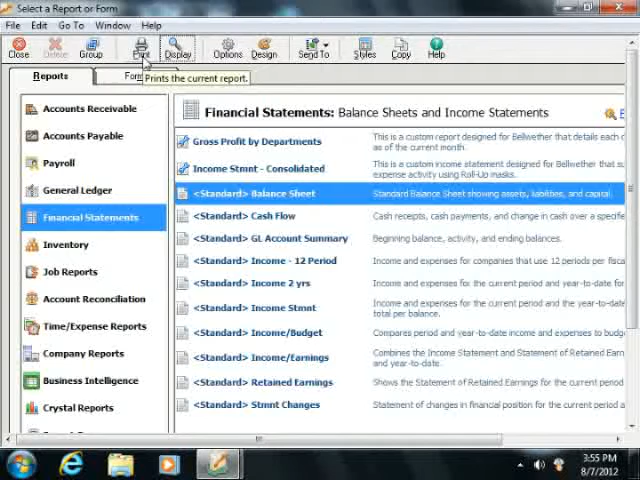 Select a Report or Form
File Edit Go To Window Help
Close Delete Group Print Display Options Design Send To Styles Copy Help
Prints the current report.
Reports
Financial Statements: Balance Sheets and Income Statements
Accounts Receivable
Accounts Payable
Payroll
General Ledger
Financial Statements
Inventory
Job Reports
Account Reconciliation
Time/Expense Reports
Company Reports
Business Intelligence
Crystal Reports
Gross Profit by Departments
This is a custom report designed for Bellwether that details each
as of the current month.
Income Stmnt - Consolidated
This is a custom income statement designed for Bellwether that
expense activity using Roll-Up masks.
<Standard> Balance Sheet
Standard Balance Sheet showing assets, liabilities, and capital.
<Standard> Cash Flow
Cash receipts, cash payments, and change in cash over a
<Standard> GL Account Summary
Beginning balance, activity, and ending balances.
<Standard> Income - 12 Period
Income and expenses for companies that use 12 periods per
<Standard> Income 2 yrs
Income and expenses for the current period and year-to-date
<Standard> Income Stmnt
Income and expenses for the current period and the
total per balance.
<Standard> Income/Budget
Compares period and year-to-date income and expenses to
<Standard> Income/Earnings
Combines the Income Statement and Statement of Retained
and year-to-date.
<Standard> Retained Earnings
Shows the Statement of Retained Earnings for the current period
<Standard> Stmnt Changes
Statement of changes in financial position for the current period
3:55 PM
8/7/2012